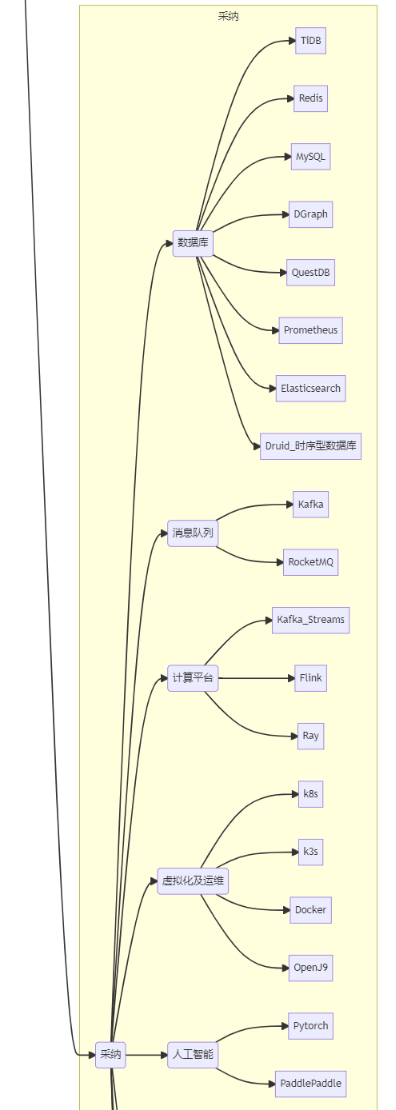 采纳
TiDB
Redis
MySQL
DGraph
数据库
QuestDB
Prometheus
Elasticsearch
Druid_时序型数据库
Kafka
消息队列
RocketMQ
Kafka_Streams
计算平台
Flink
Ray
k8s
k3s
虚拟化及运维
Docker
OpenJ9
Pytorch
采纳
人工智能
PaddlePaddle